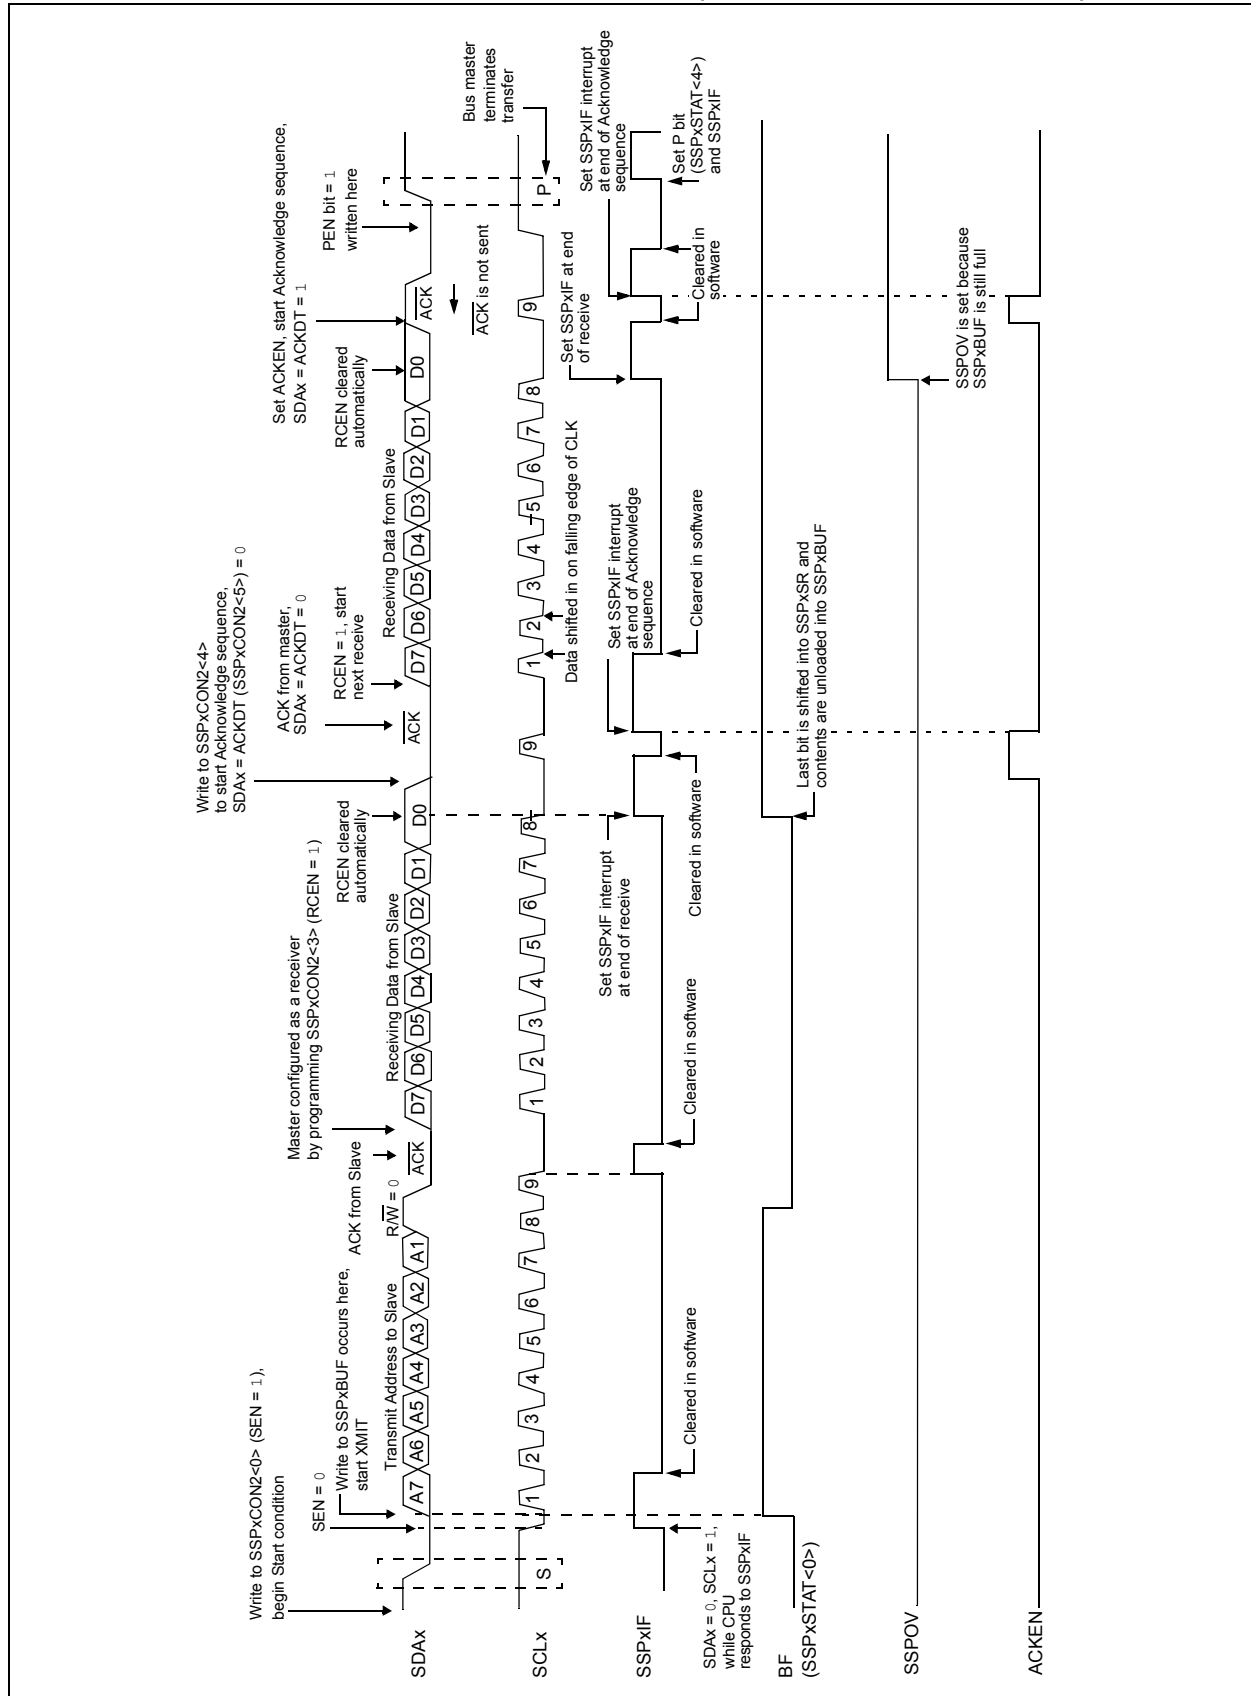 Write to SSPxCON2<0> (SEN = 1),
begin Start condition
SEN = 0
Write to SSPxBUF occurs here,
start XMIT
Transmit Address to Slave
R/W = 0
ACK from Slave
Master configured as a receiver
by programming SSPxCON2<3> (RCEN = 1)
Receiving Data from Slave
RCEN cleared
automatically
Write to SSPxCON2<4>
to start Acknowledge sequence,
SDAx = ACKDT (SSPxCON2<5>) = 0
ACK from master,
SDAx = ACKDT = 0
RCEN = 1, start
next receive
Receiving Data from Slave
RCEN cleared
automatically
Set ACKEN, start Acknowledge sequence,
SDAx = ACKDT = 1
PEN bit = 1
written here
SDAx
A7 A6 A5 A4 A3 A2 A1 ACK D7 D6 D5 D4 D3 D2 D1 D0 ACK D7 D6 D5 D4 D3 D2 D1 D0 ACK
ACK is not sent
Bus master
terminates
transfer
SCLx
S 1 2 3 4 5 6 7 8 9 1 2 3 4 5 6 7 8 9 1 2 3 4 5 6 7 8 9 P
Data shifted in on falling edge of CLK
Set SSPxIF interrupt
at end of receive
Set SSPxIF interrupt
at end of Acknowledge
sequence
Set SSPxIF at end
of receive
Set SSPxIF interrupt
at end of Acknowledge
sequence
SSPxIF
SDAx = 0, SCLx = 1,
while CPU
responds to SSPxIF
Cleared in software
Cleared in software
Cleared in software
Cleared in software
Cleared in
software
Set P bit
(SSPxSTAT<4>)
and SSPxIF
BF
(SSPxSTAT<0>)
Last bit is shifted into SSPxSR and
contents are unloaded into SSPxBUF
SSPOV
SSPOV is set because
SSPxBUF is still full
ACKEN